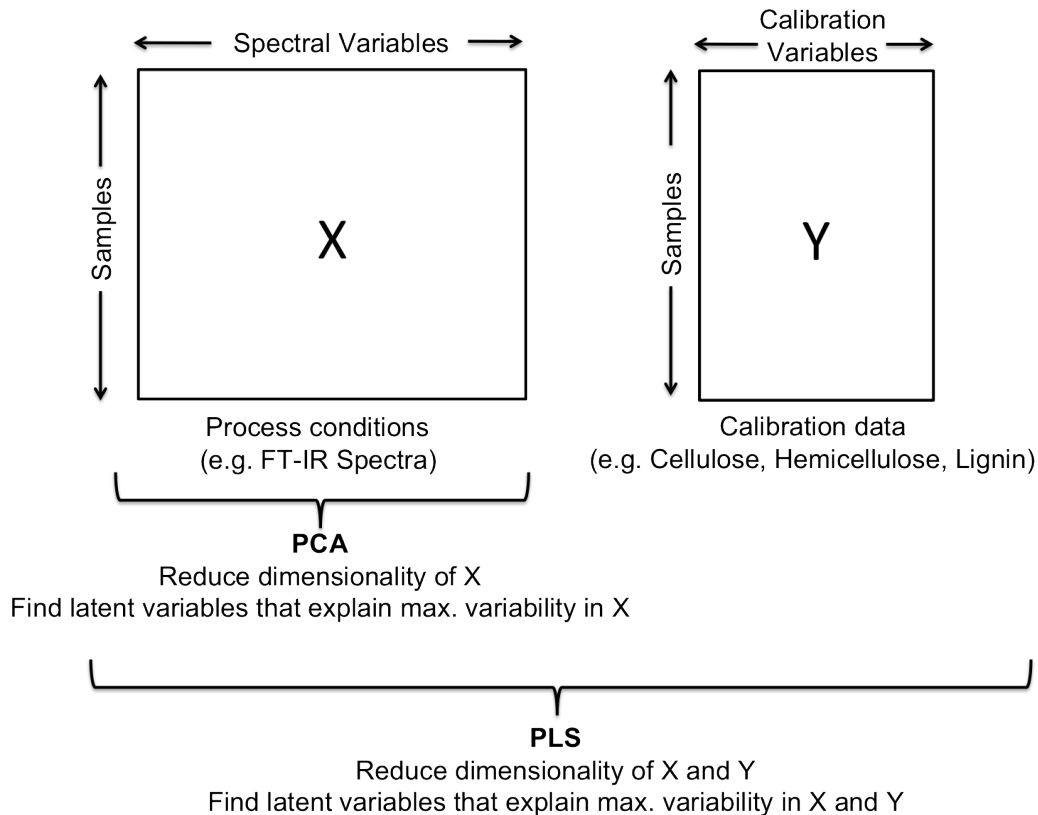 Spectral Variables
Calibration
Variables
Samples
X
Samples
Y
Process conditions
(e.g. FT-IR Spectra)
Calibration data
(e.g. Cellulose, Hemicellulose, Lignin)
PCA
Reduce dimensionality of X
Find latent variables that explain max. variability in X
PLS
Reduce dimensionality of X and Y
Find latent variables that explain max. variability in X and Y